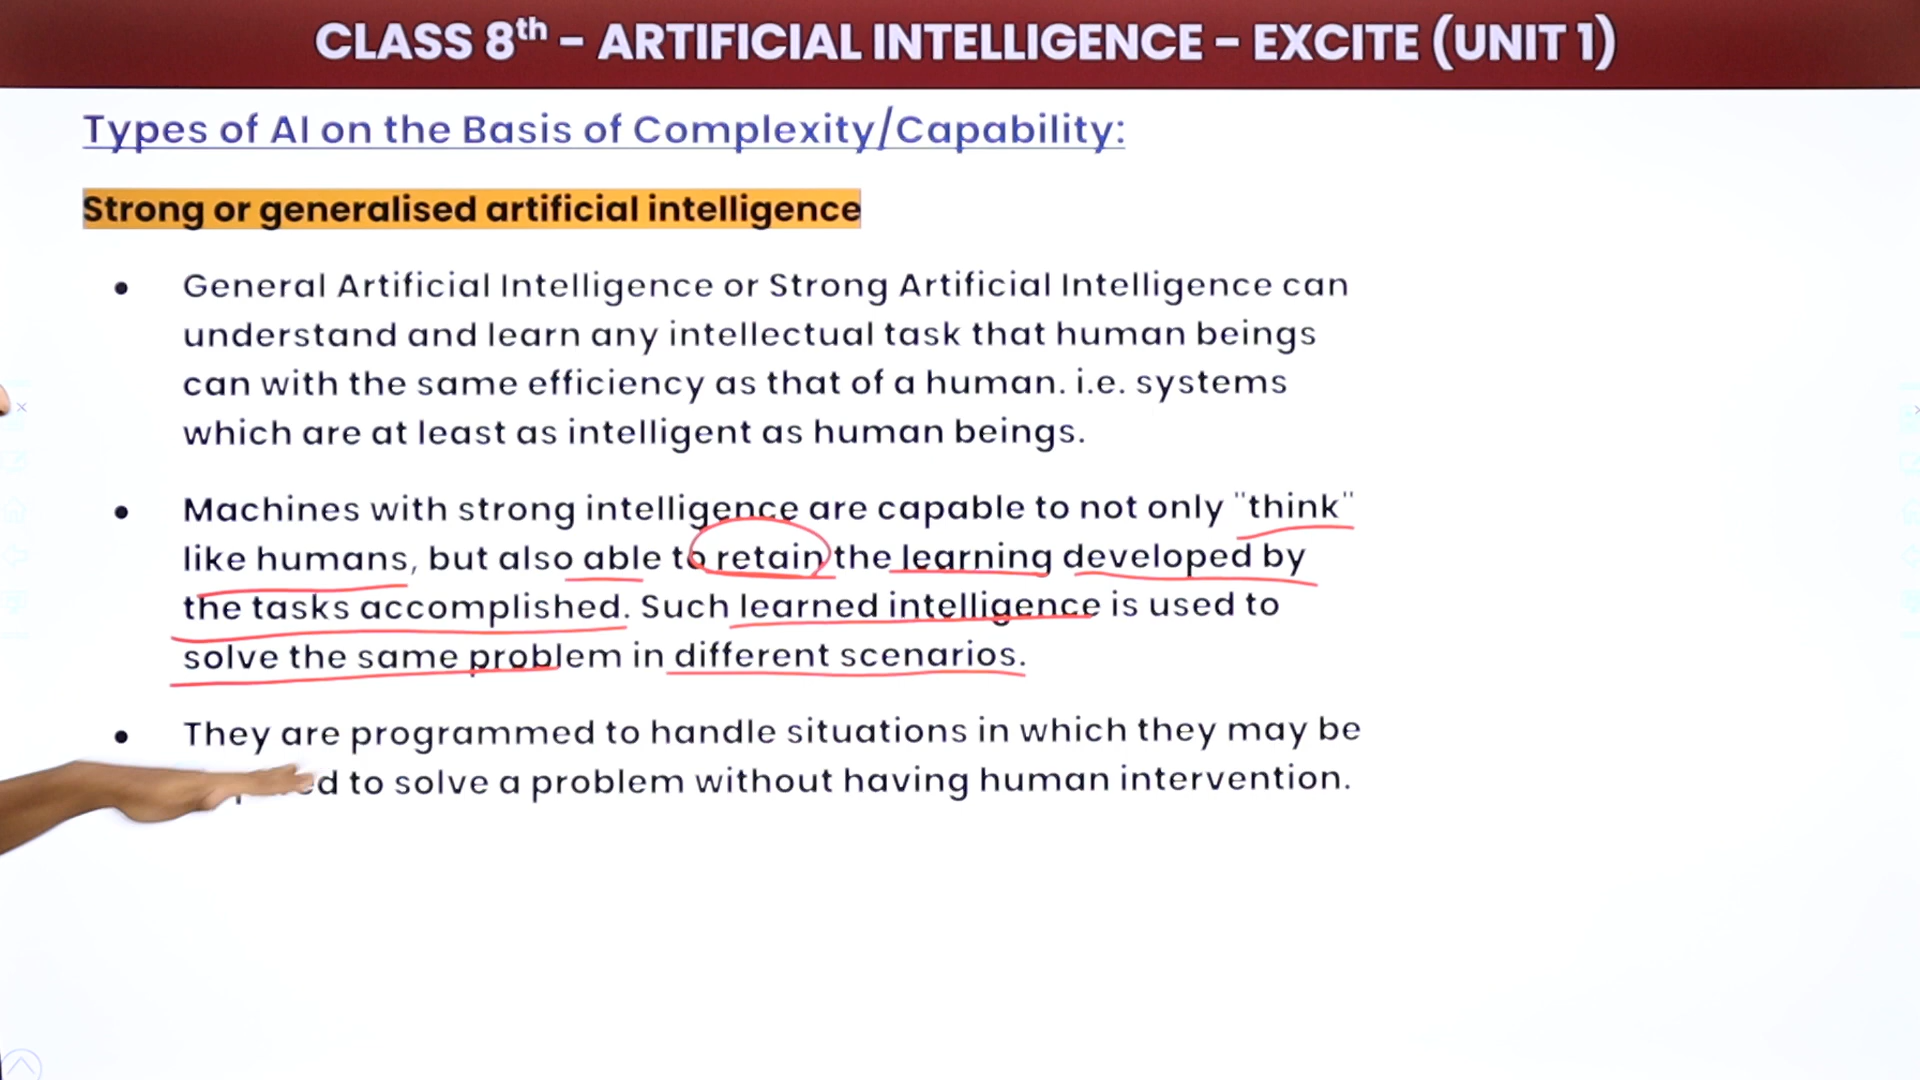 CLASS 8th – ARTIFICIAL INTELLIGENCE – EXCITE (UNIT 1)
Types of AI on the Basis of Complexity/Capability:
Strong or generalised artificial intelligence
• General Artificial Intelligence or Strong Artificial Intelligence can
understand and learn any intellectual task that human beings
can with the same efficiency as that of a human. i.e. systems
which are at least as intelligent as human beings.
• Machines with strong intelligence are capable to not only "think"
like humans, but also able to retain the learning developed by
the tasks accomplished. Such learned intelligence is used to
solve the same problem in different scenarios.
• They are programmed to handle situations in which they may be
to solve a problem without having human intervention.